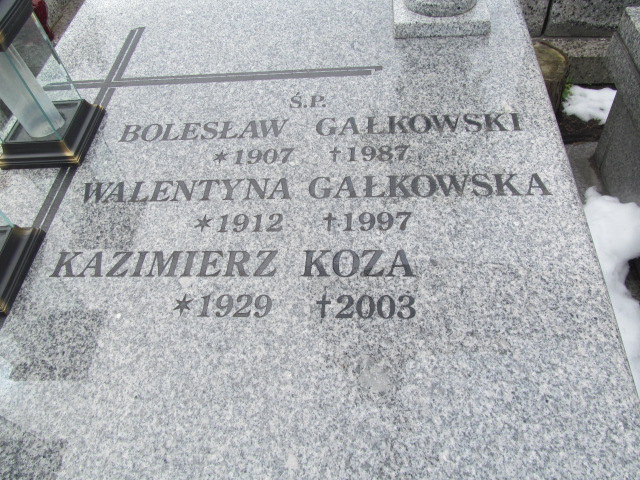 Ś.P.
BOLESŁAW GAŁKOWSKI
*1907 †1987
WALENTYNA GAŁKOWSKA
*1912 †1997
KAZIMIERZ KOZA
*1929 †2003